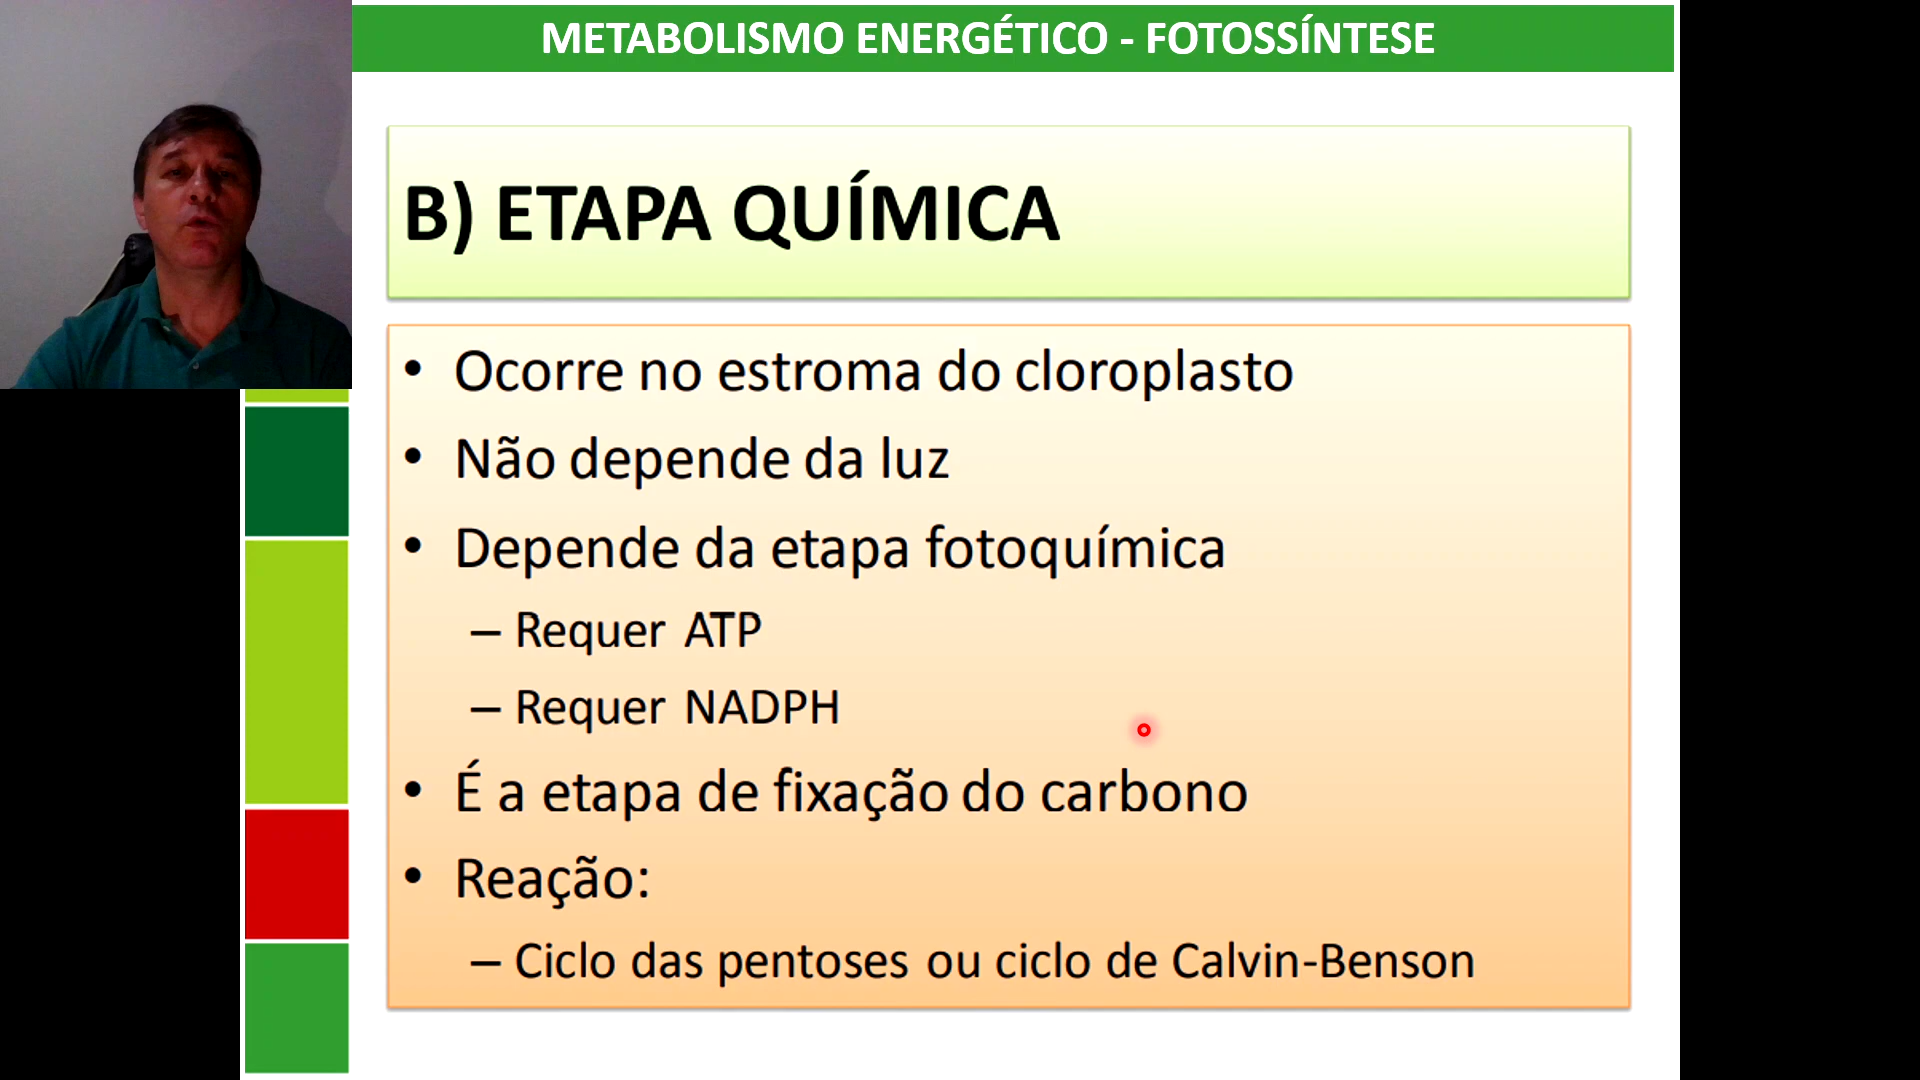 METABOLISMO ENERGÉTICO - FOTOSSÍNTESE
B) ETAPA QUÍMICA
• Ocorre no estroma do cloroplasto
• Não depende da luz
• Depende da etapa fotoquímica
– Requer ATP
– Requer NADPH
• É a etapa de fixação do carbono
• Reação:
– Ciclo das pentoses ou ciclo de Calvin-Benson